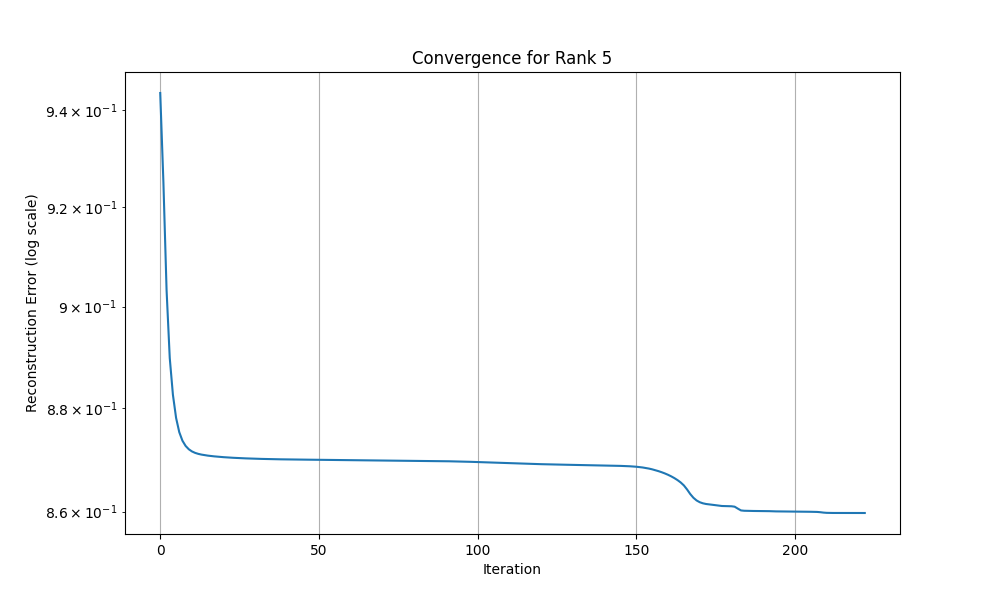 Convergence for Rank 5
Reconstruction Error (log scale)
9.4 × 10⁻¹
9.2 × 10⁻¹
9 × 10⁻¹
8.8 × 10⁻¹
8.6 × 10⁻¹
0 50 100 150 200
Iteration